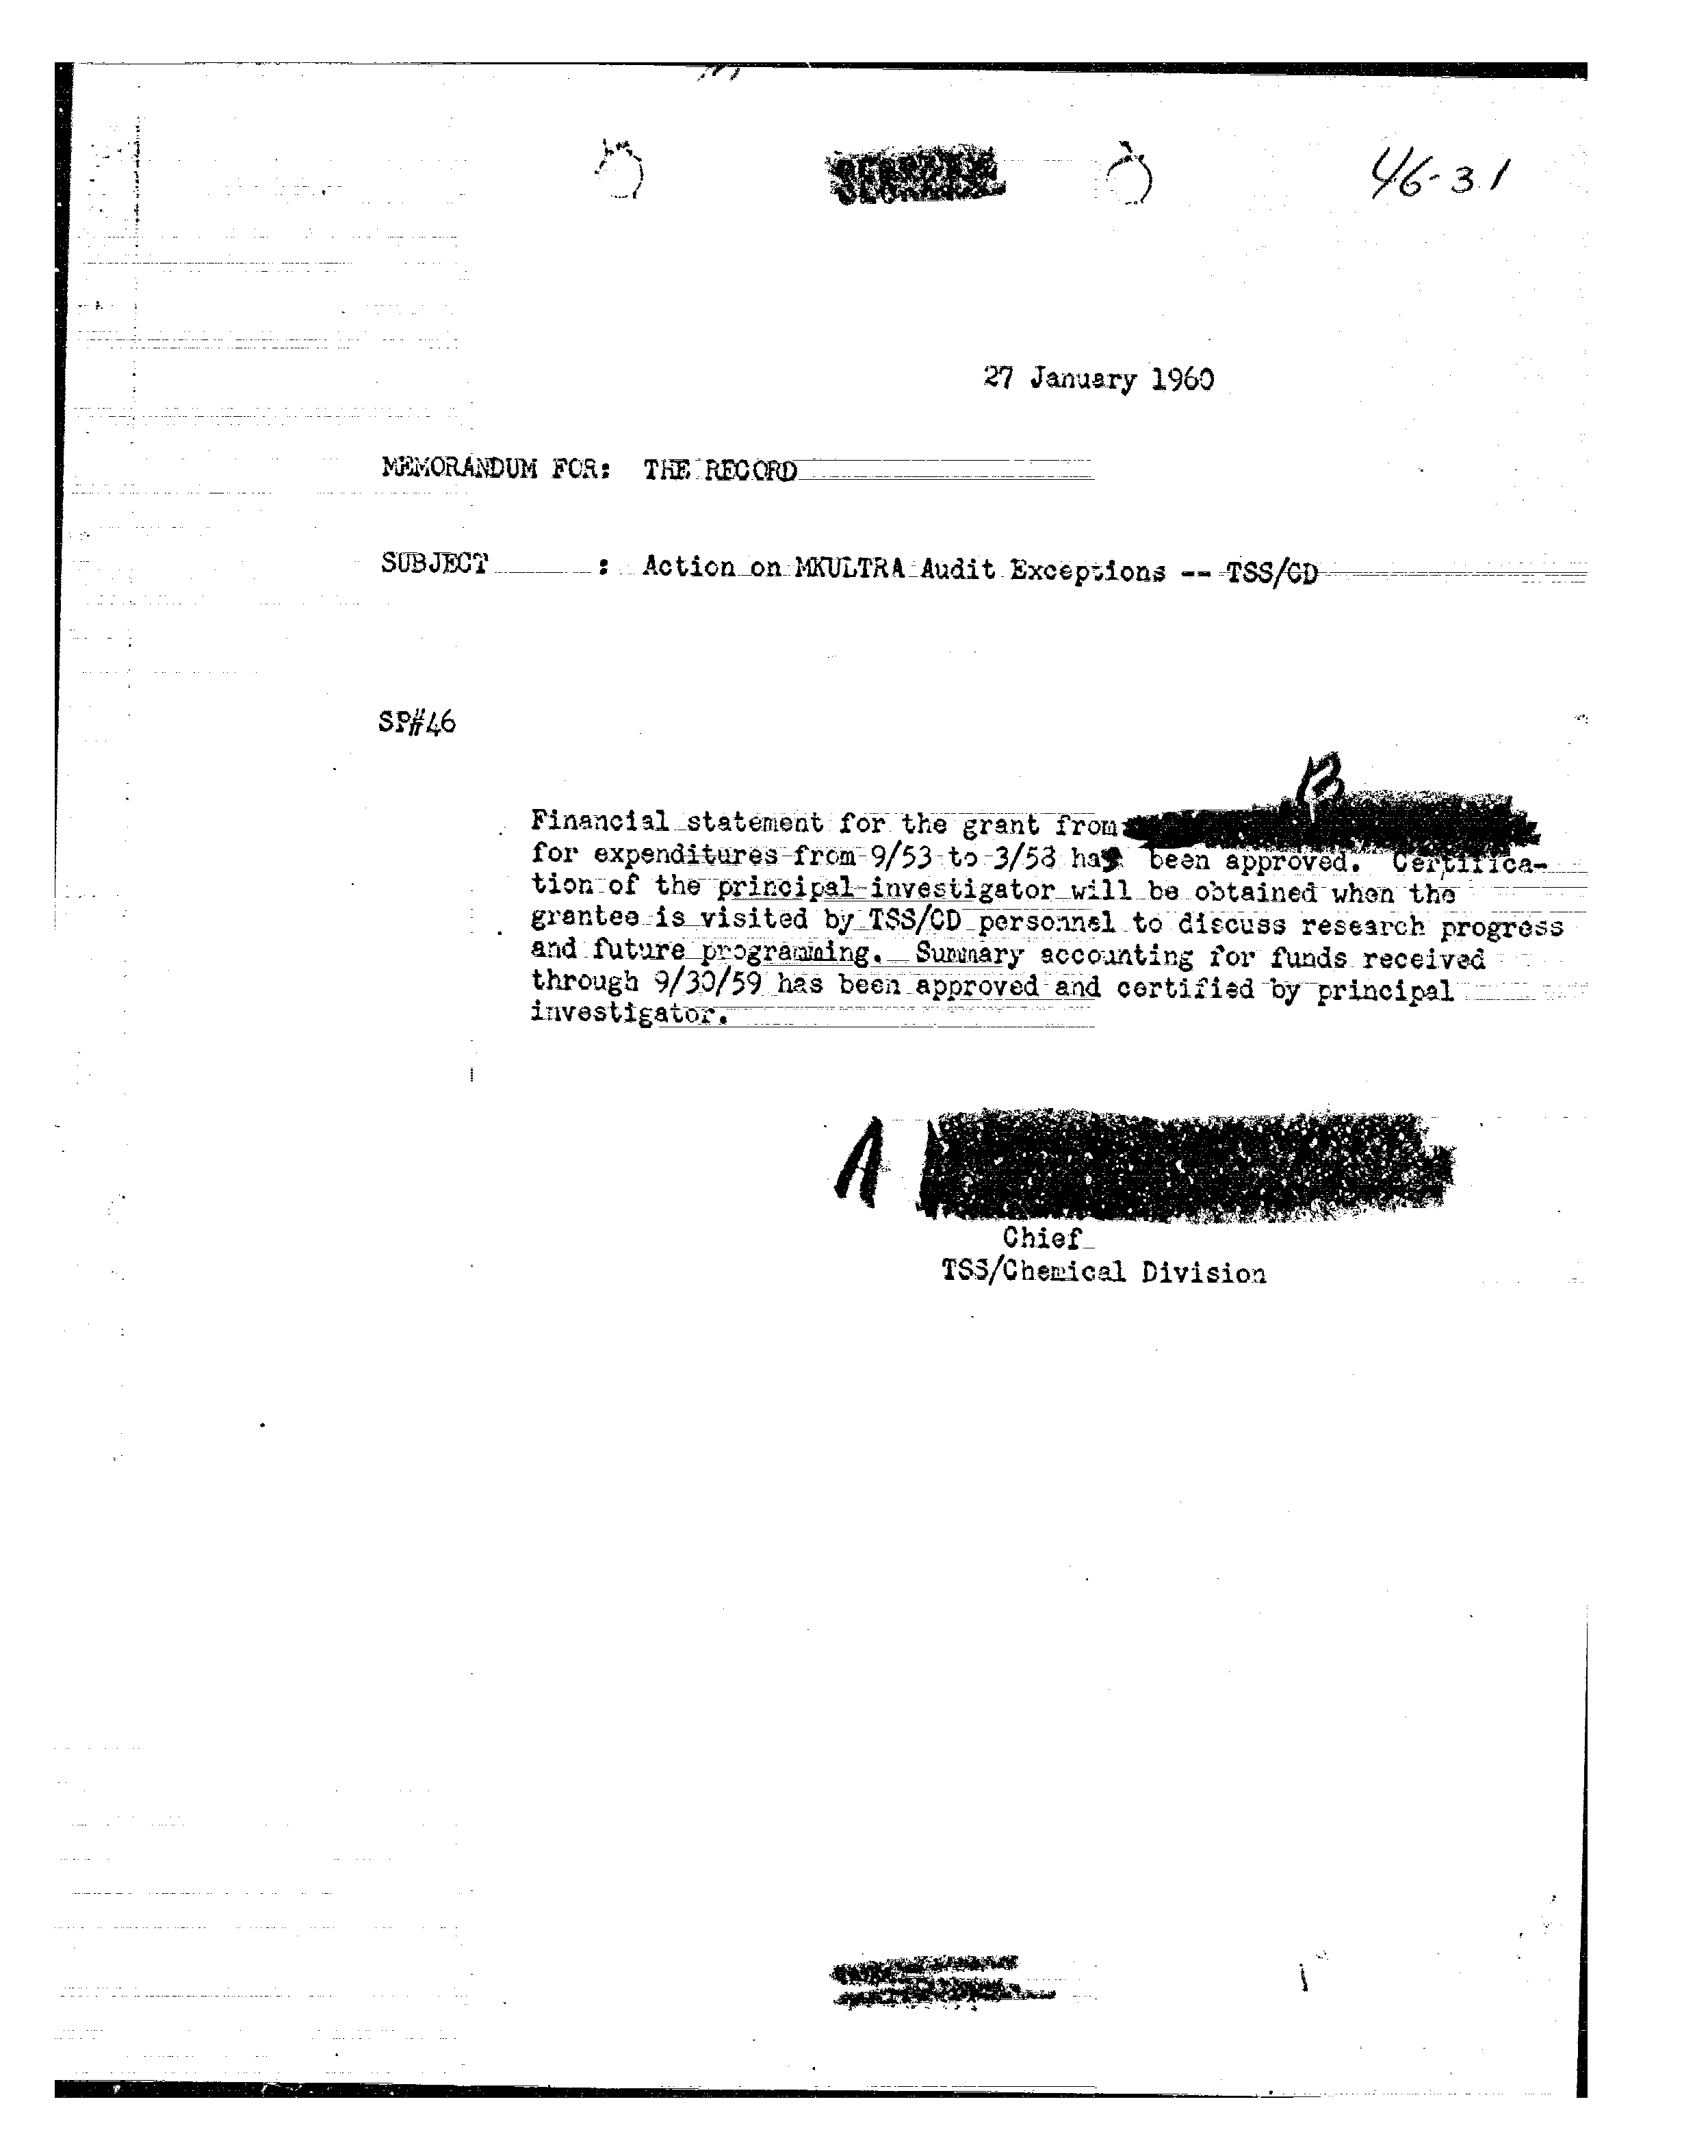 46-31
27 January 1960
MEMORANDUM FOR: THE RECORD
SUBJECT : Action on MKULTRA Audit Exceptions -- TSS/CD
SP#46
B
Financial statement for the grant from
for expenditures from 9/53 to 3/58 has been approved. Certifica-
tion of the principal investigator will be obtained when the
grantee is visited by TSS/CD personnel to discuss research progress
and future programming. Summary accounting for funds received
through 9/30/59 has been approved and certified by principal
investigator.
A
Chief
TSS/Chemical Division